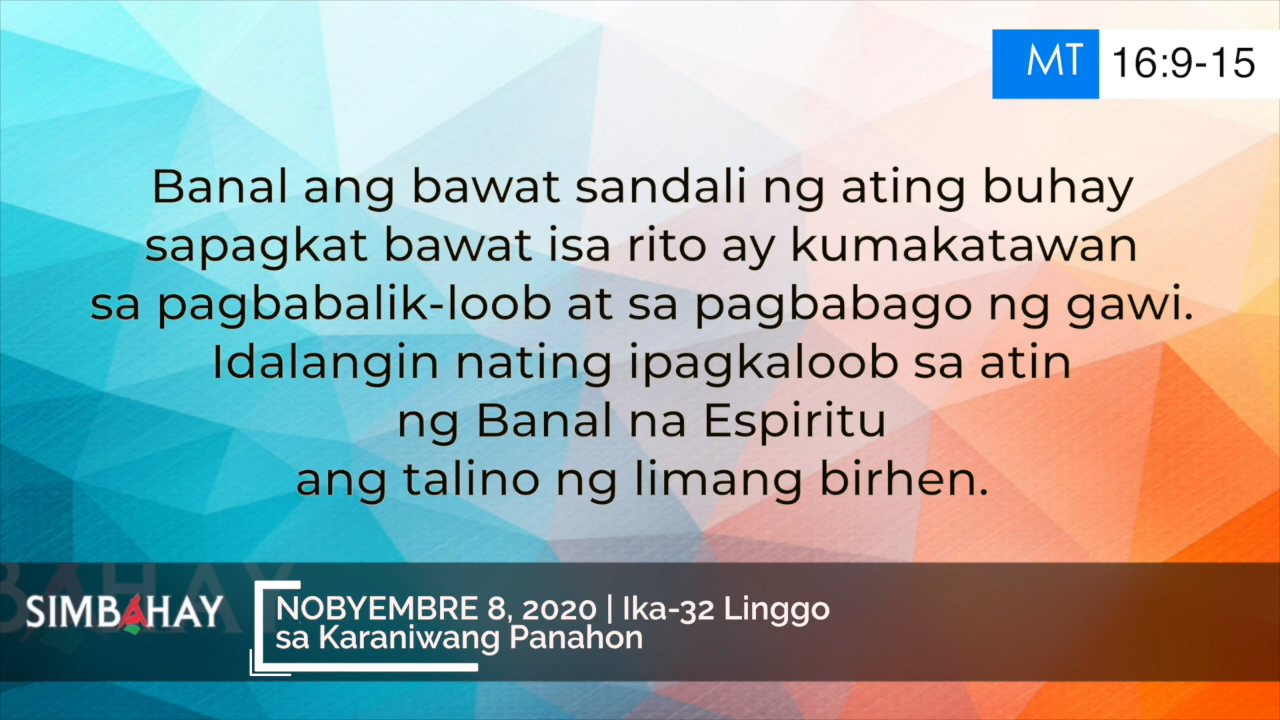 MT 16:9-15
Banal ang bawat sandali ng ating buhay
sapagkat bawat isa rito ay kumakatawan
sa pagbabalik-loob at sa pagbabago ng gawi.
Idalangin nating ipagkaloob sa atin
ng Banal na Espiritu
ang talino ng limang birhen.
SIMBAHAY
NOBYEMBRE 8, 2020 | Ika-32 Linggo
sa Karaniwang Panahon